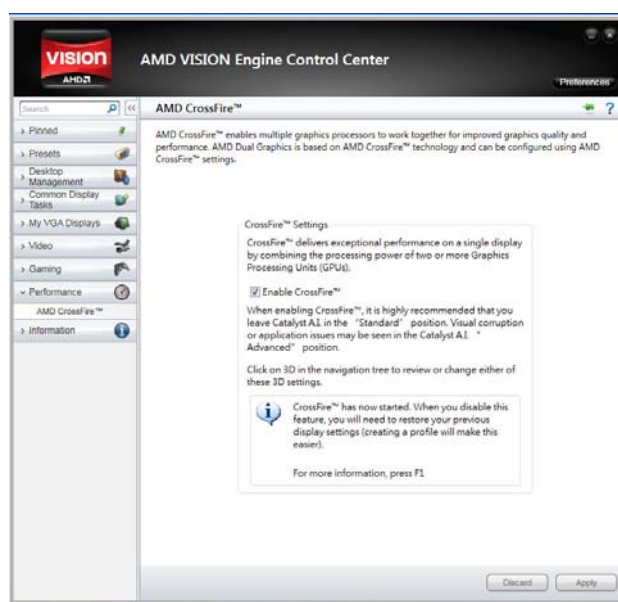 VISION
AMD
AMD VISION Engine Control Center
Preferences
Search
AMD CrossFire™
?
Pinned
Presets
Desktop
Management
Common Display
Tasks
My VGA Displays
Video
Gaming
Performance
AMD CrossFire™
Information
AMD CrossFire™ enables multiple graphics processors to work together for improved graphics quality and
performance. AMD Dual Graphics is based on AMD CrossFire™ technology and can be configured using AMD
CrossFire™ settings.
CrossFire™ Settings
CrossFire™ delivers exceptional performance on a single display
by combining the processing power of two or more Graphics
Processing Units (GPUs).
Enable CrossFire™
When enabling CrossFire™, it is highly recommended that you
leave Catalyst A.I. in the "Standard" position. Visual corruption
or application issues may be seen in the Catalyst A.I. "
Advanced" position.
Click on 3D in the navigation tree to review or change either of
these 3D settings.
CrossFire™ has now started. When you disable this
feature, you will need to restore your previous
display settings (creating a profile will make this
easier).
For more information, press F1
Discard
Apply